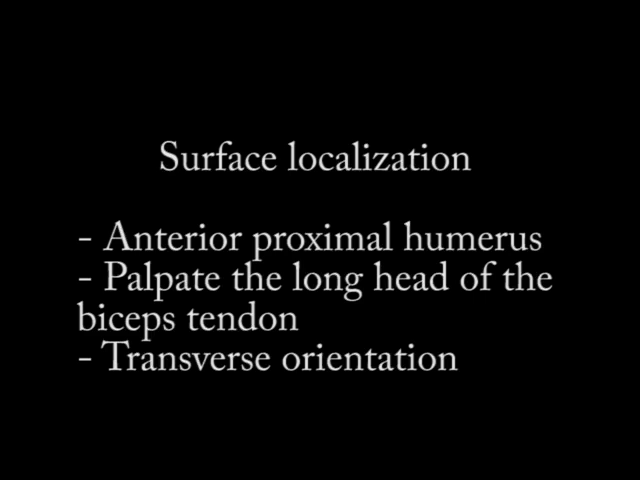 Surface localization
- Anterior proximal humerus
- Palpate the long head of the
biceps tendon
- Transverse orientation